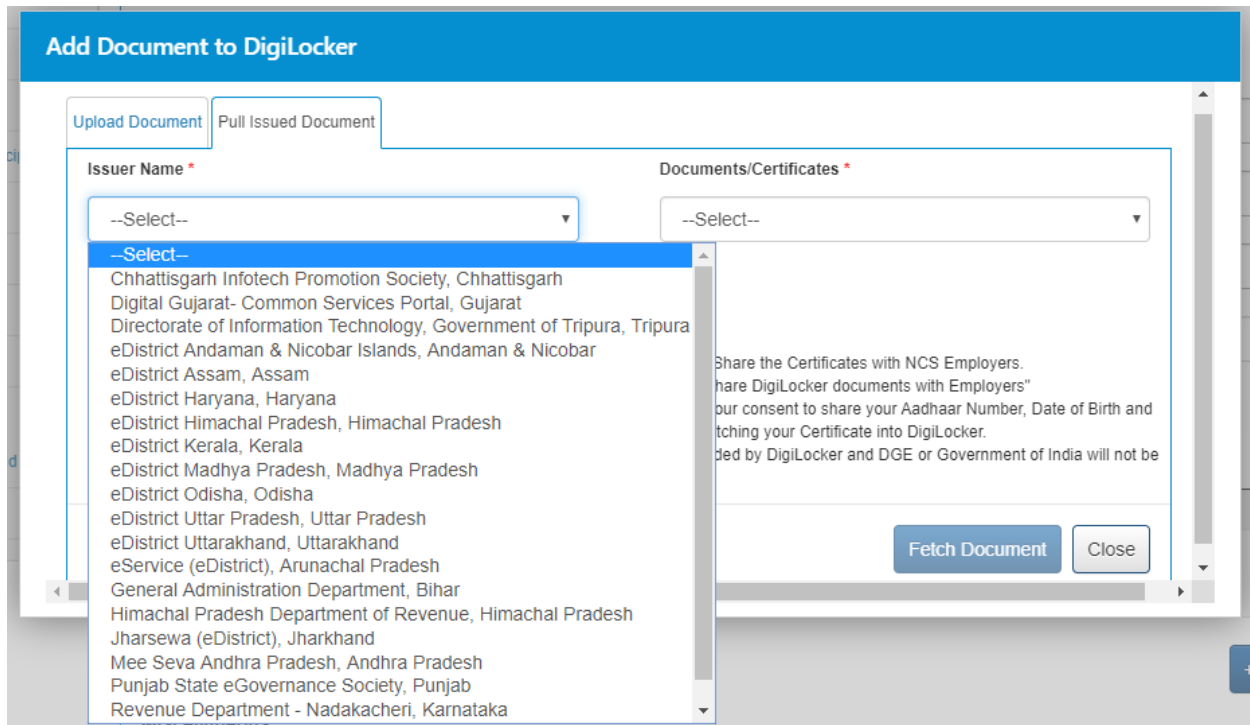 Add Document to DigiLocker
Upload Document
Pull Issued Document
Issuer Name *
Documents/Certificates *
--Select--
--Select--
--Select--
Chhattisgarh Infotech Promotion Society, Chhattisgarh
Digital Gujarat- Common Services Portal, Gujarat
Directorate of Information Technology, Government of Tripura, Tripura
eDistrict Andaman & Nicobar Islands, Andaman & Nicobar
eDistrict Assam, Assam
eDistrict Haryana, Haryana
eDistrict Himachal Pradesh, Himachal Pradesh
eDistrict Kerala, Kerala
eDistrict Madhya Pradesh, Madhya Pradesh
eDistrict Odisha, Odisha
eDistrict Uttar Pradesh, Uttar Pradesh
eDistrict Uttarakhand, Uttarakhand
eService (eDistrict), Arunachal Pradesh
General Administration Department, Bihar
Himachal Pradesh Department of Revenue, Himachal Pradesh
Jharsewa (eDistrict), Jharkhand
Mee Seva Andhra Pradesh, Andhra Pradesh
Punjab State eGovernance Society, Punjab
Revenue Department - Nadakacheri, Karnataka
Share the Certificates with NCS Employers.
hare DigiLocker documents with Employers"
our consent to share your Aadhaar Number, Date of Birth and
tching your Certificate into DigiLocker.
ded by DigiLocker and DGE or Government of India will not be
Fetch Document
Close